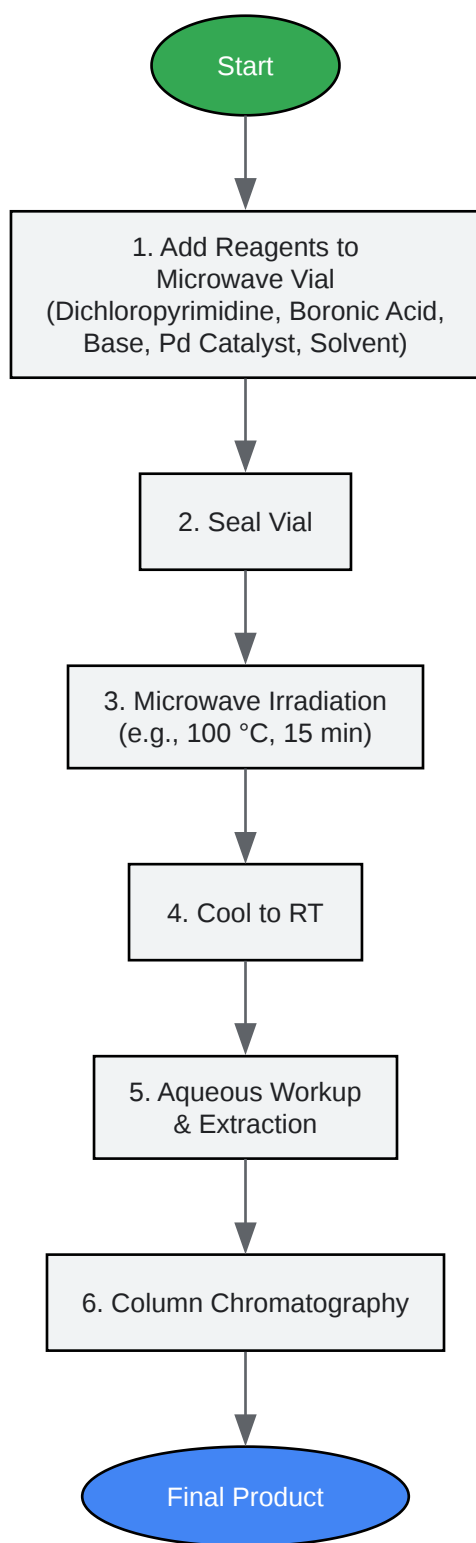 Start
1. Add Reagents to
Microwave Vial
(Dichloropyrimidine, Boronic Acid,
Base, Pd Catalyst, Solvent)
2. Seal Vial
3. Microwave Irradiation
(e.g., 100 °C, 15 min)
4. Cool to RT
5. Aqueous Workup
& Extraction
6. Column Chromatography
Final Product